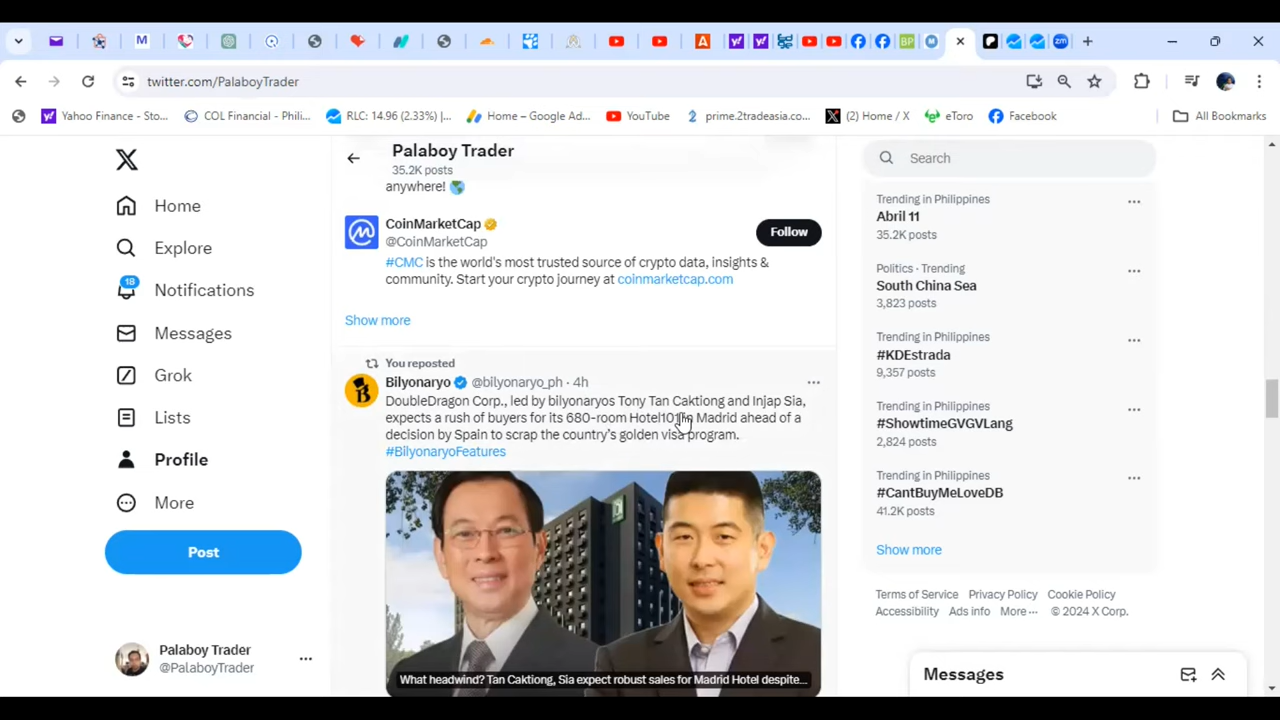 twitter.com/PalaboyTrader
Yahoo Finance - Sto...
COL Financial - Phili...
RLC: 14.96 (2.33%) |...
Home – Google Ad...
YouTube
prime.2tradeasia.co...
(2) Home / X
eToro
Facebook
All Bookmarks
Home
Explore
18
Notifications
Messages
Grok
Lists
Profile
More
Post
Palaboy Trader
@PalaboyTrader
Palaboy Trader
35.2K posts
anywhere!
CoinMarketCap
@CoinMarketCap
Follow
#CMC is the world's most trusted source of crypto data, insights &
community. Start your crypto journey at coinmarketcap.com
Show more
You reposted
Bilyonaryo @bilyonaryo_ph · 4h
DoubleDragon Corp., led by bilyonaryos Tony Tan Caktiong and Injap Sia,
expects a rush of buyers for its 680-room Hotel101 in Madrid ahead of a
decision by Spain to scrap the country's golden visa program.
#BilyonaryoFeatures
What headwind? Tan Caktiong, Sia expect robust sales for Madrid Hotel despite...
Search
Trending in Philippines
Abril 11
35.2K posts
Politics · Trending
South China Sea
3,823 posts
Trending in Philippines
#KDEstrada
9,357 posts
Trending in Philippines
#ShowtimeGVGVLang
2,824 posts
Trending in Philippines
#CantBuyMeLoveDB
41.2K posts
Show more
Terms of Service Privacy Policy Cookie Policy
Accessibility Ads info More ··· © 2024 X Corp.
Messages